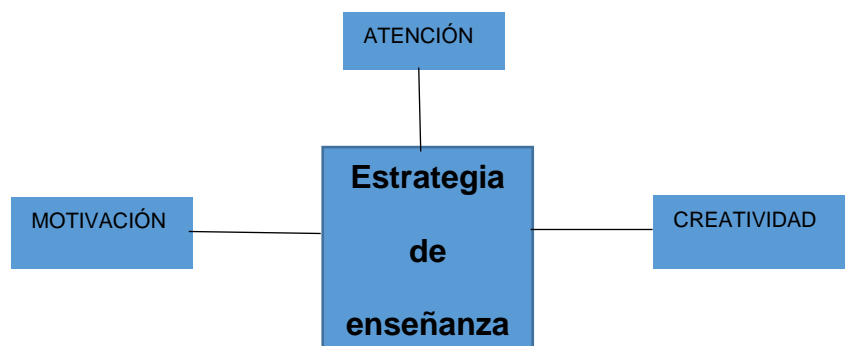 ATENCIÓN
Estrategia
MOTIVACIÓN
CREATIVIDAD
de
enseñanza